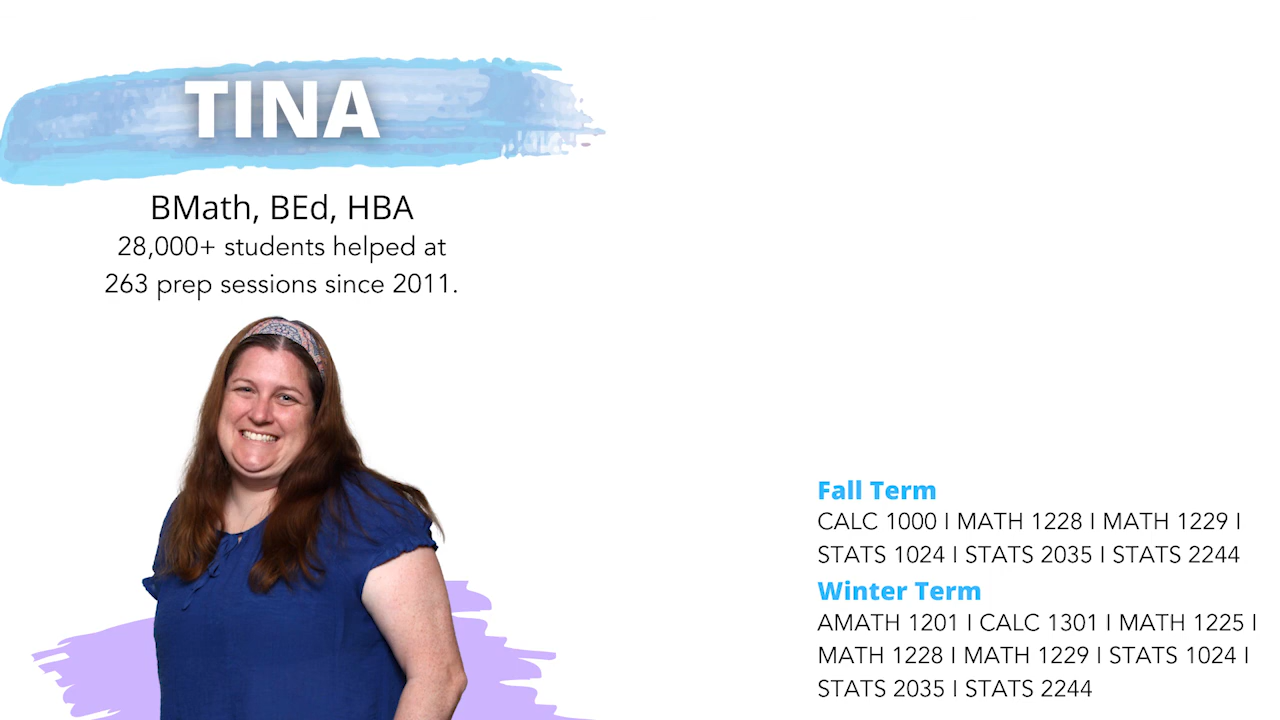 TINA
BMath, BEd, HBA
28,000+ students helped at
263 prep sessions since 2011.
Fall Term
CALC 1000 I MATH 1228 I MATH 1229 I
STATS 1024 I STATS 2035 I STATS 2244
Winter Term
AMATH 1201 I CALC 1301 I MATH 1225 I
MATH 1228 I MATH 1229 I STATS 1024 I
STATS 2035 I STATS 2244